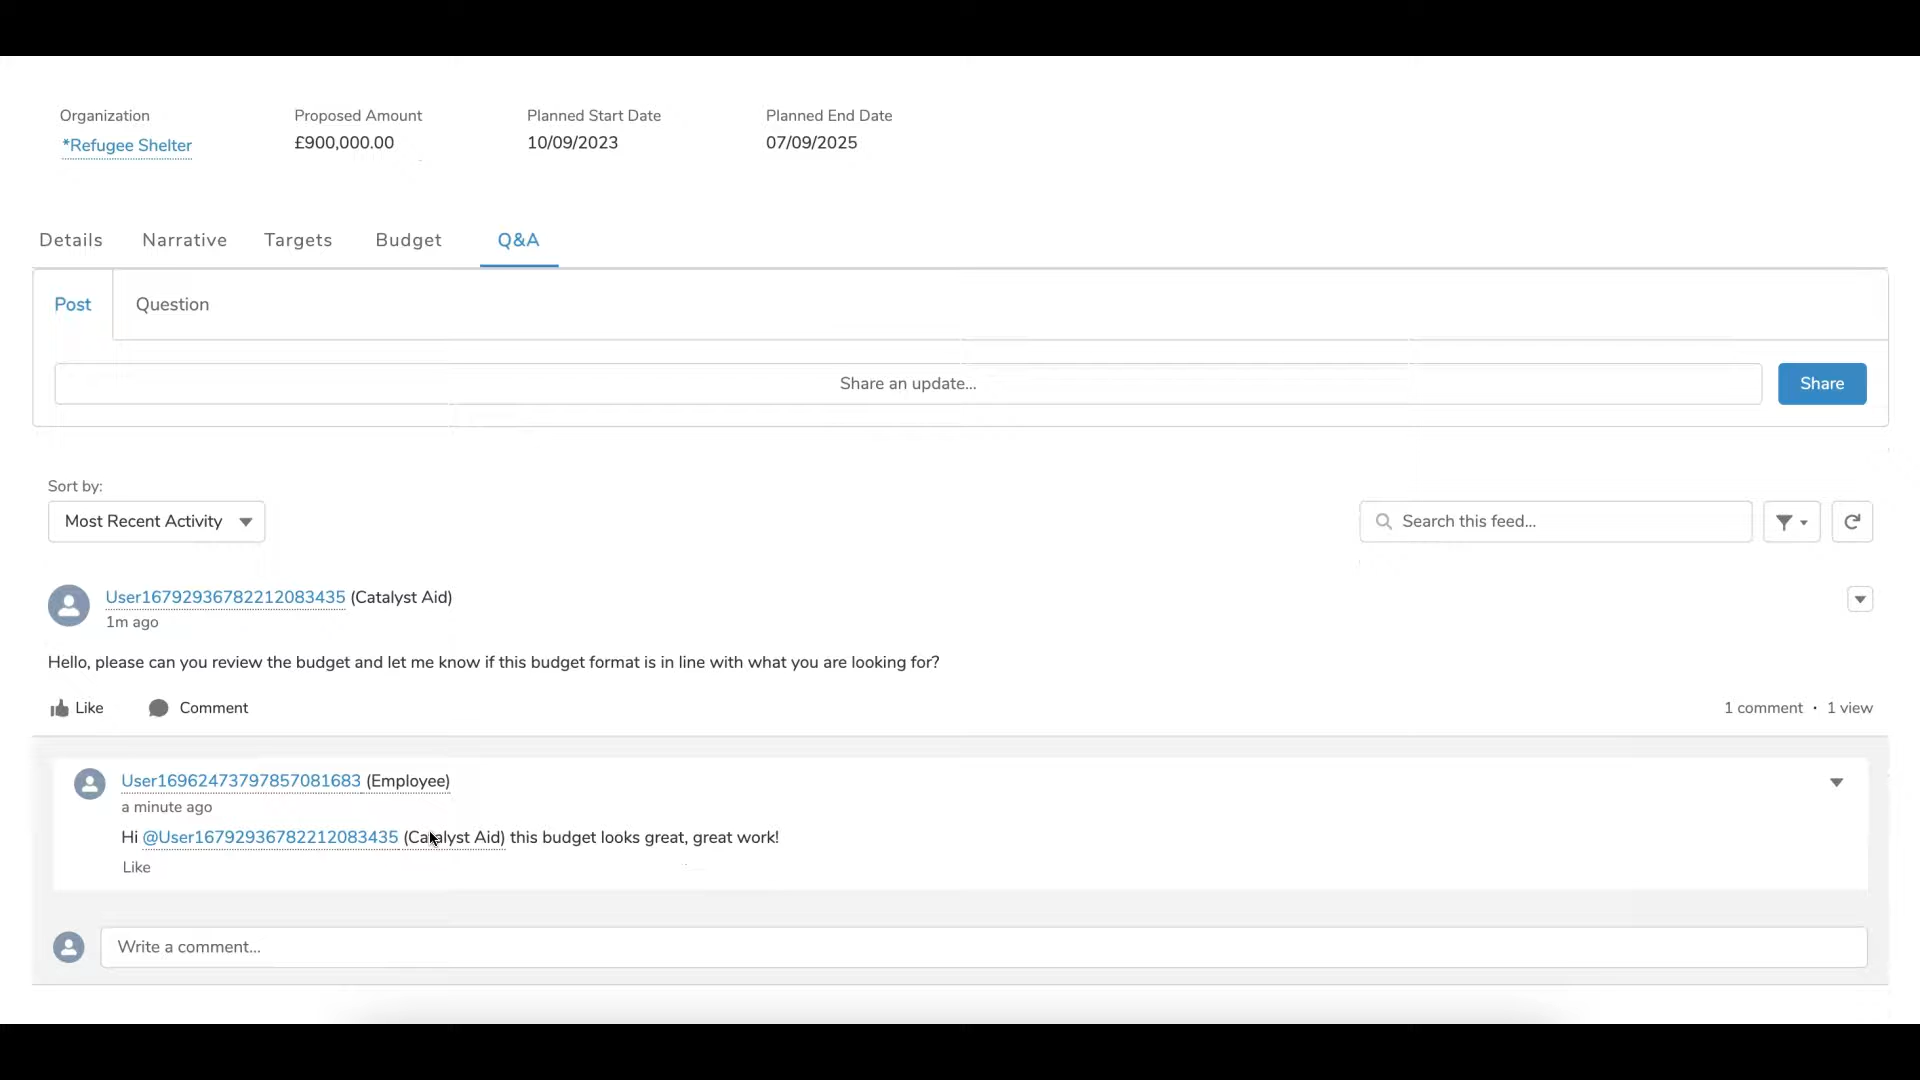 Organization
Proposed Amount
Planned Start Date
Planned End Date
*Refugee Shelter
£900,000.00
10/09/2023
07/09/2025
Details
Narrative
Targets
Budget
Q&A
Post
Question
Share an update...
Share
Sort by:
Most Recent Activity
Search this feed...
User16792936782212083435 (Catalyst Aid)
1m ago
Hello, please can you review the budget and let me know if this budget format is in line with what you are looking for?
Like
Comment
1 comment · 1 view
User16962473797857081683 (Employee)
a minute ago
Hi @User16792936782212083435 (Catalyst Aid) this budget looks great, great work!
Like
Write a comment...